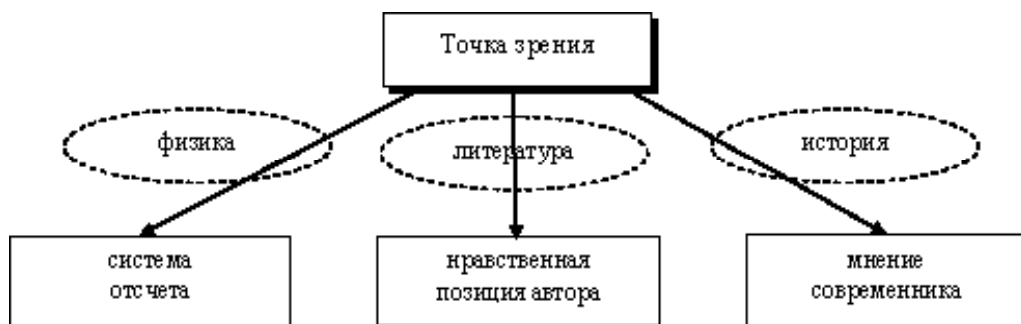 Точка зрения
физика
литература
история
система
отсчета
нравственная
позиция автора
мнение
современника